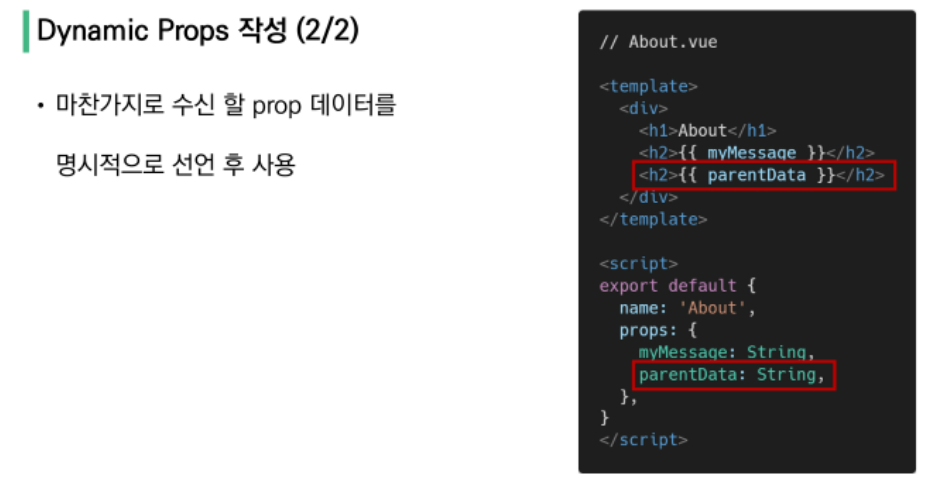 Dynamic Props 작성 (2/2)
• 마찬가지로 수신 할 prop 데이터를
명시적으로 선언 후 사용
// About.vue
<template>
  <div>
    <h1>About</h1>
    <h2>{{ myMessage }}</h2>
    <h2>{{ parentData }}</h2>
  </div>
</template>
<script>
export default {
  name: 'About',
  props: {
    myMessage: String,
    parentData: String,
  },
}
</script>